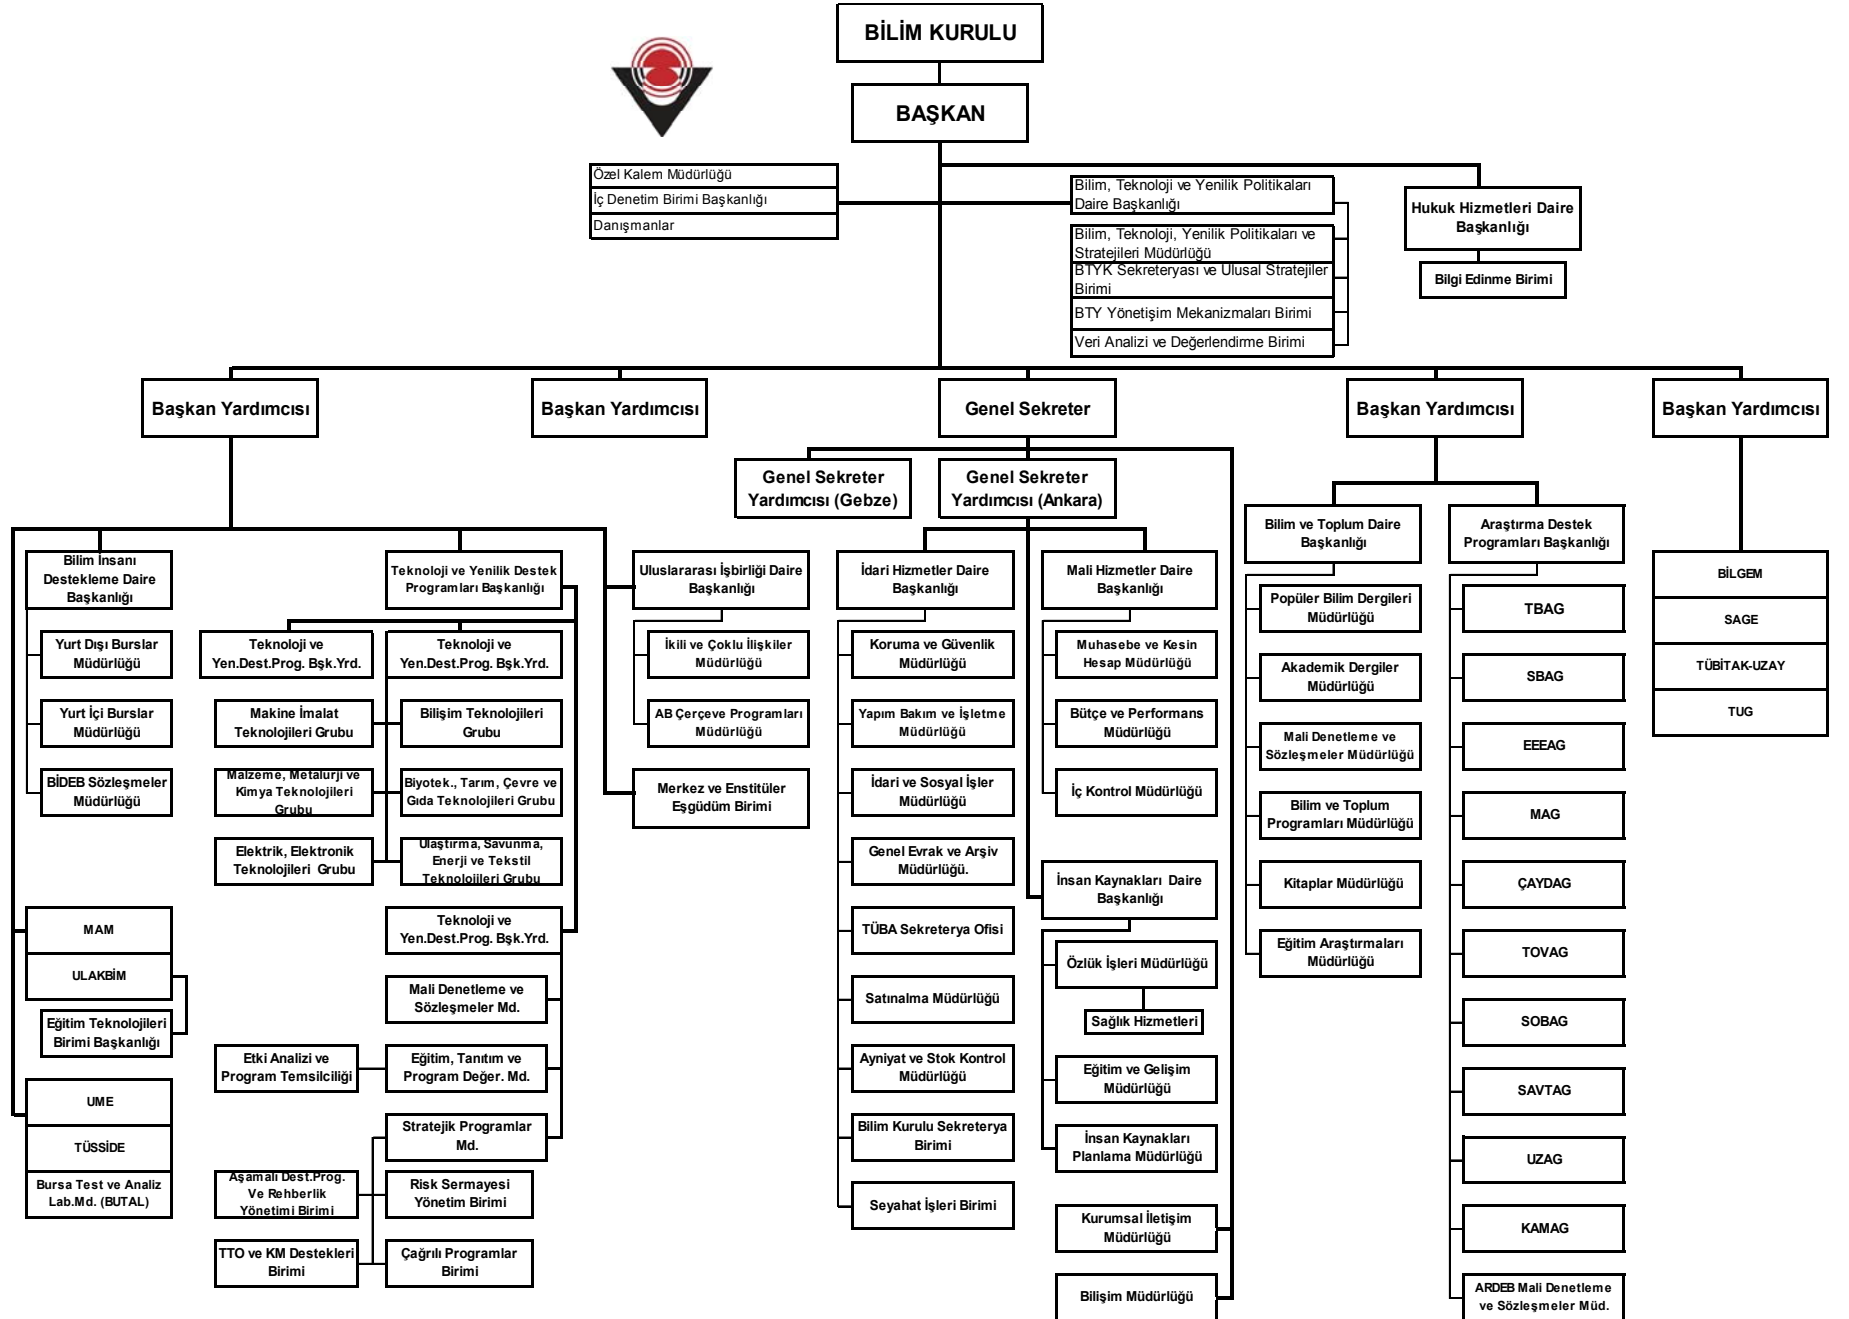 BİLİM KURULU
BAŞKAN
Özel Kalem Müdürlüğü
İç Denetim Birimi Başkanlığı
Danışmanlar
Bilim, Teknoloji ve Yenilik Politikaları
Daire Başkanlığı
Bilim, Teknoloji, Yenilik Politikaları ve
Stratejileri Müdürlüğü
BTYK Sekreteryası ve Ulusal Stratejiler
Birimi
BTY Yönetişim Mekanizmaları Birimi
Veri Analizi ve Değerlendirme Birimi
Hukuk Hizmetleri Daire
Başkanlığı
Bilgi Edinme Birimi
Başkan Yardımcısı
Başkan Yardımcısı
Genel Sekreter
Başkan Yardımcısı
Başkan Yardımcısı
Genel Sekreter
Yardımcısı (Gebze)
Genel Sekreter
Yardımcısı (Ankara)
Bilim İnsanı
Destekleme Daire
Başkanlığı
Yurt Dışı Burslar
Müdürlüğü
Yurt İçi Burslar
Müdürlüğü
BİDEB Sözleşmeler
Müdürlüğü
MAM
ULAKBİM
Eğitim Teknolojileri
Birimi Başkanlığı
UME
TÜSSİDE
Bursa Test ve Analiz
Lab.Md. (BUTAL)
Teknoloji ve Yenilik Destek
Programları Başkanlığı
Teknoloji ve
Yen.Dest.Prog. Bşk.Yrd.
Teknoloji ve
Yen.Dest.Prog. Bşk.Yrd.
Makine İmalat
Teknolojileri Grubu
Bilişim Teknolojileri
Grubu
Malzeme, Metalurji ve
Kimya Teknolojileri
Grubu
Biyotek., Tarım, Çevre ve
Gıda Teknolojileri Grubu
Elektrik, Elektronik
Teknolojileri Grubu
Ulaştırma, Savunma,
Enerji ve Tekstil
Teknolojileri Grubu
Teknoloji ve
Yen.Dest.Prog. Bşk.Yrd.
Mali Denetleme ve
Sözleşmeler Md.
Etki Analizi ve
Program Temsilciliği
Eğitim, Tanıtım ve
Program Değer. Md.
Stratejik Programlar
Md.
Aşamalı Dest.Prog.
Ve Rehberlik
Yönetimi Birimi
Risk Sermayesi
Yönetim Birimi
TTO ve KM Destekleri
Birimi
Çağrılı Programlar
Birimi
Uluslararası İşbirliği Daire
Başkanlığı
İkili ve Çoklu İlişkiler
Müdürlüğü
AB Çerçeve Programları
Müdürlüğü
Merkez ve Enstitüler
Eşgüdüm Birimi
İdari Hizmetler Daire
Başkanlığı
Koruma ve Güvenlik
Müdürlüğü
Yapım Bakım ve İşletme
Müdürlüğü
İdari ve Sosyal İşler
Müdürlüğü
Genel Evrak ve Arşiv
Müdürlüğü.
TÜBA Sekreterya Ofisi
Satınalma Müdürlüğü
Ayniyat ve Stok Kontrol
Müdürlüğü
Bilim Kurulu Sekreterya
Birimi
Seyahat İşleri Birimi
Mali Hizmetler Daire
Başkanlığı
Muhasebe ve Kesin
Hesap Müdürlüğü
Bütçe ve Performans
Müdürlüğü
İç Kontrol Müdürlüğü
İnsan Kaynakları Daire
Başkanlığı
Özlük İşleri Müdürlüğü
Sağlık Hizmetleri
Eğitim ve Gelişim
Müdürlüğü
İnsan Kaynakları
Planlama Müdürlüğü
Kurumsal İletişim
Müdürlüğü
Bilişim Müdürlüğü
Bilim ve Toplum Daire
Başkanlığı
Popüler Bilim Dergileri
Müdürlüğü
Akademik Dergiler
Müdürlüğü
Mali Denetleme ve
Sözleşmeler Müdürlüğü
Bilim ve Toplum
Programları Müdürlüğü
Kitaplar Müdürlüğü
Eğitim Araştırmaları
Müdürlüğü
Araştırma Destek
Programları Başkanlığı
TBAG
SBAG
EEEAG
MAG
ÇAYDAG
TOVAG
SOBAG
SAVTAG
UZAG
KAMAG
ARDEB Mali Denetleme
ve Sözleşmeler Müd.
BİLGEM
SAGE
TÜBİTAK-UZAY
TUG